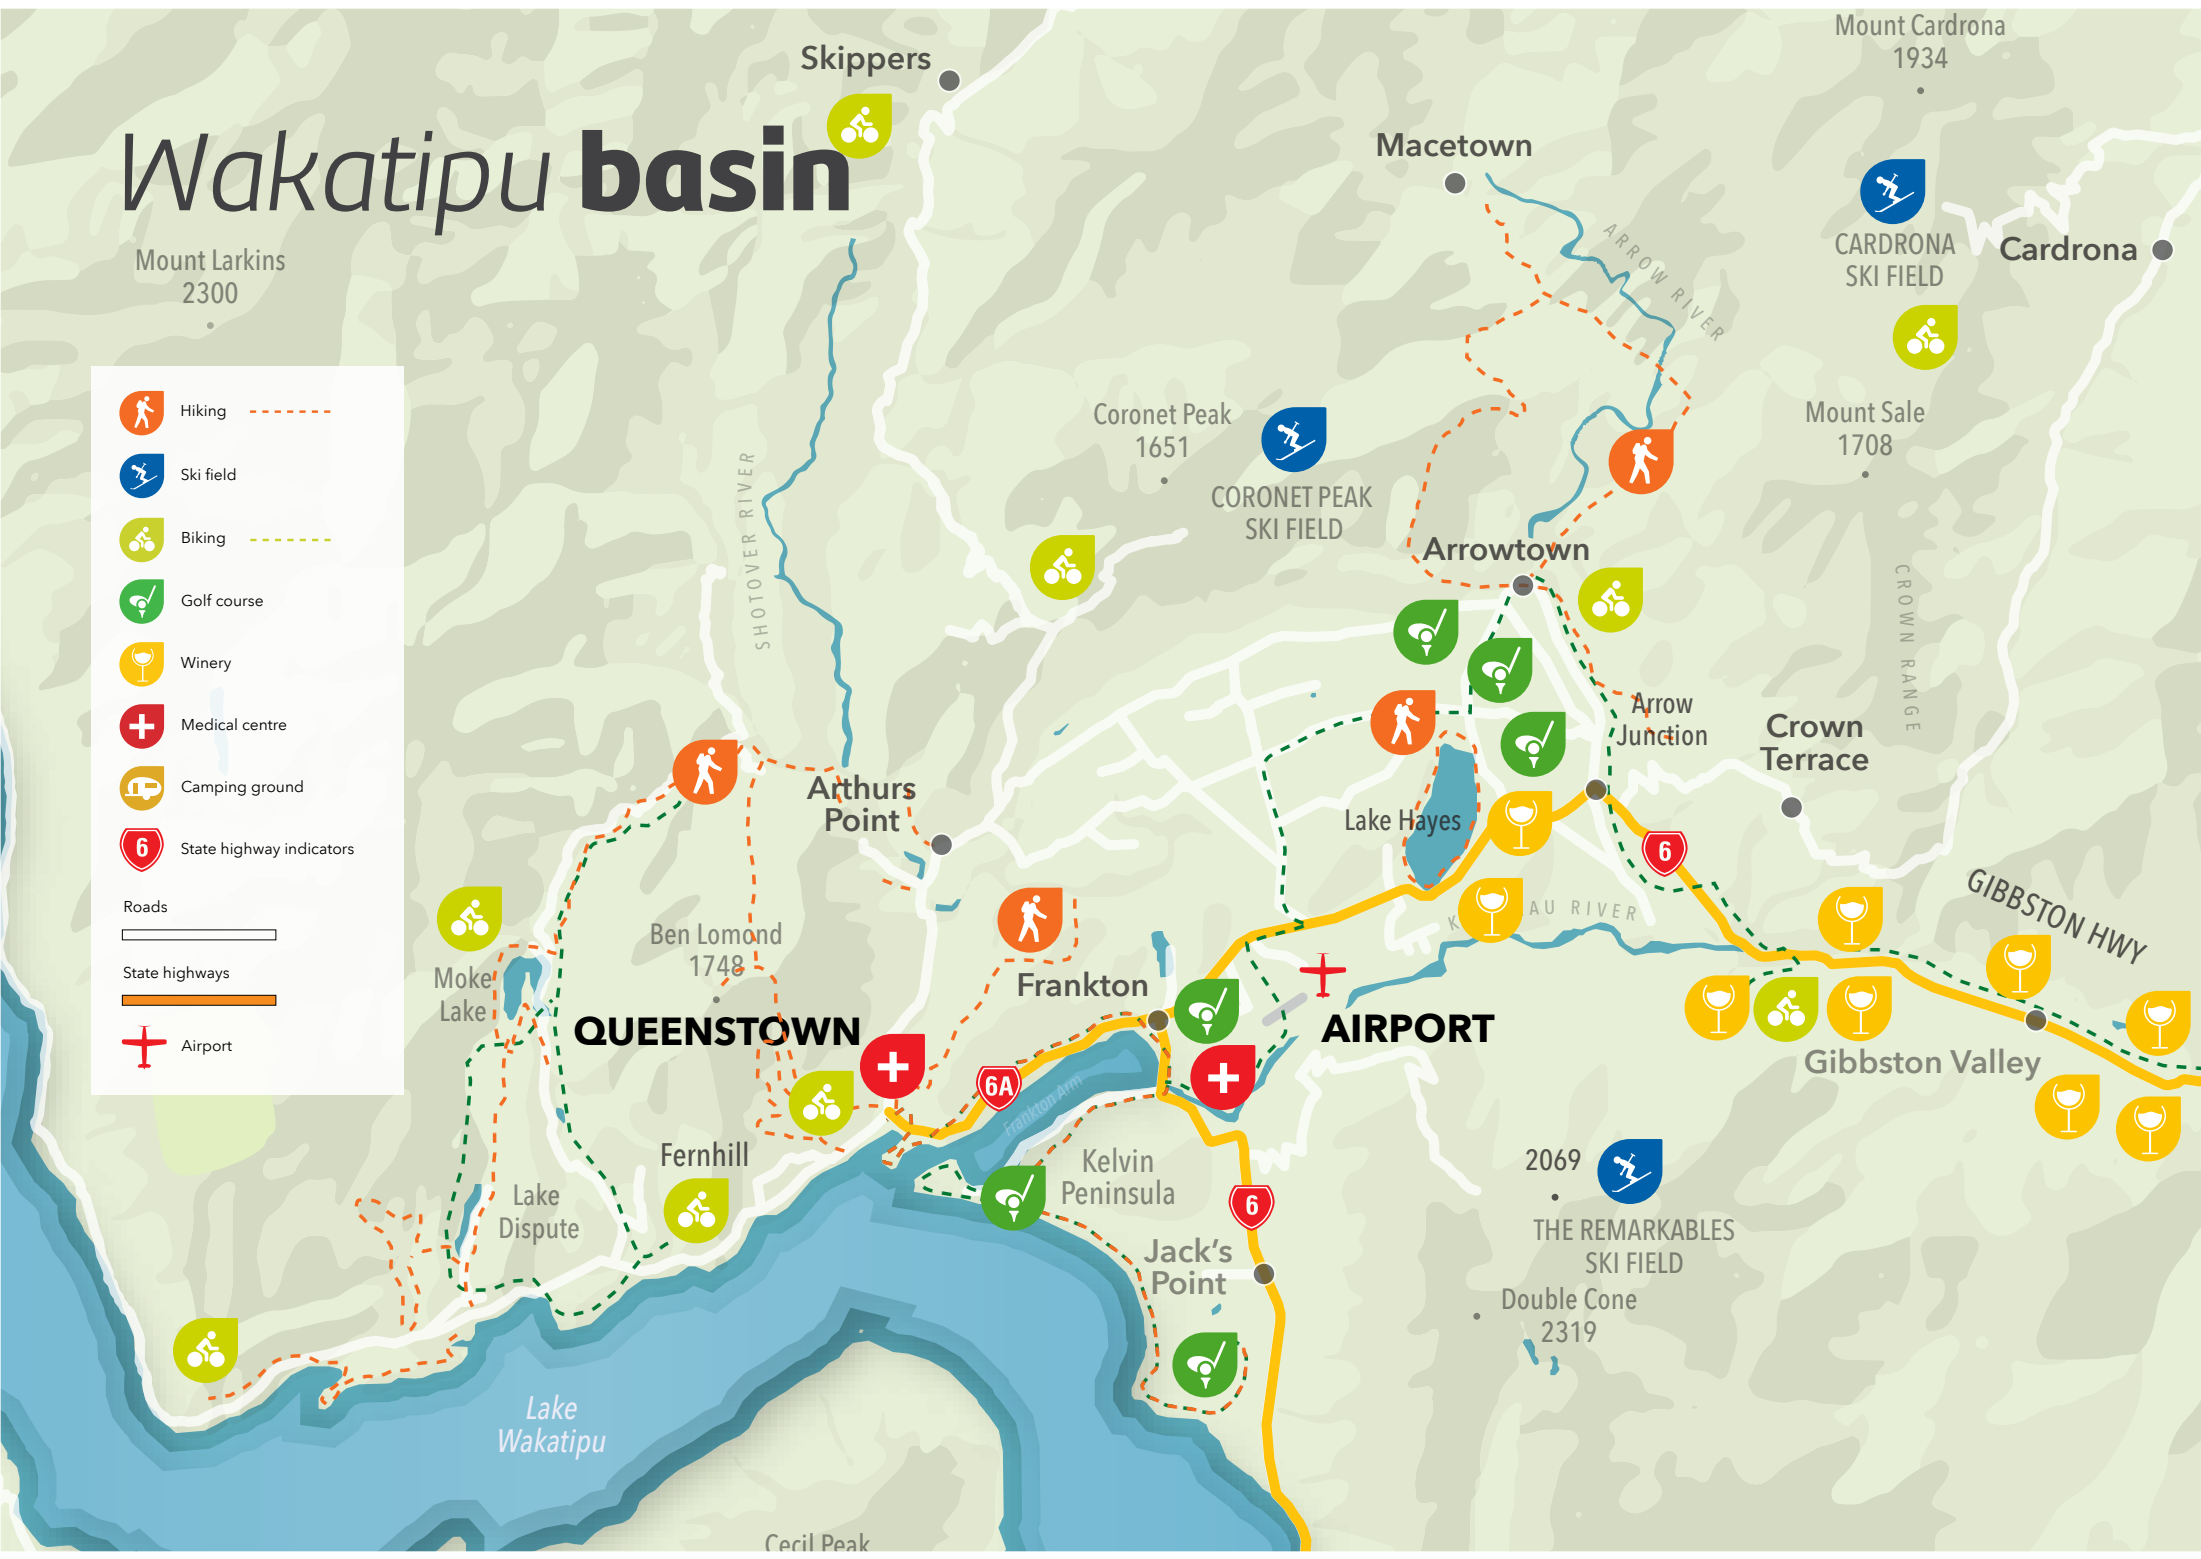 Mount Cardrona
1934
Skippers
Wakatipu basin
Macetown
ARROW RIVER
CARDRONA
SKI FIELD
Cardrona
Mount Larkins
2300
Hiking
Ski field
Biking
Golf course
Winery
Medical centre
Camping ground
6
State highway indicators
Roads
State highways
Airport
Coronet Peak
1651
CORONET PEAK
SKI FIELD
Mount Sale
1708
SHOTOVER RIVER
Arrowtown
CROWN RANGE
Arrow
Junction
Crown
Terrace
Arthurs
Point
Lake Hayes
6
GIBBSTON HWY
K AU RIVER
Ben Lomond
1748
Moke
Lake
Frankton
QUEENSTOWN
AIRPORT
Gibbston Valley
6A
Frankton Arm
Fernhill
Kelvin
Peninsula
2069
THE REMARKABLES
SKI FIELD
Lake
Dispute
6
Jack's
Point
Double Cone
2319
Lake
Wakatipu
Cecil Peak